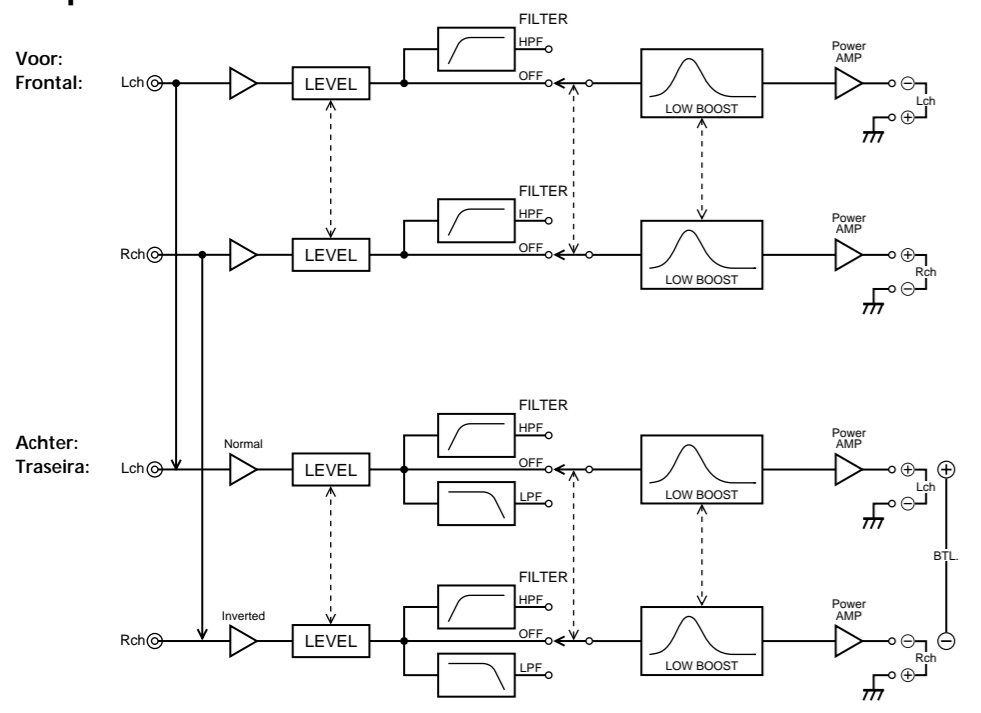 FILTER
HPF
Voor:
Frontal:
Lch
LEVEL
OFF
LOW BOOST
Power
AMP
⊖
Lch
⊕
FILTER
HPF
Rch
LEVEL
OFF
LOW BOOST
Power
AMP
⊕
Rch
⊖
Achter:
Traseira:
Lch
Normal
LEVEL
FILTER
HPF
OFF
LPF
LOW BOOST
Power
AMP
⊕
Lch
⊖
⊕
BTL.
⊖
Rch
Inverted
LEVEL
FILTER
HPF
OFF
LPF
LOW BOOST
Power
AMP
⊖
Rch
⊕